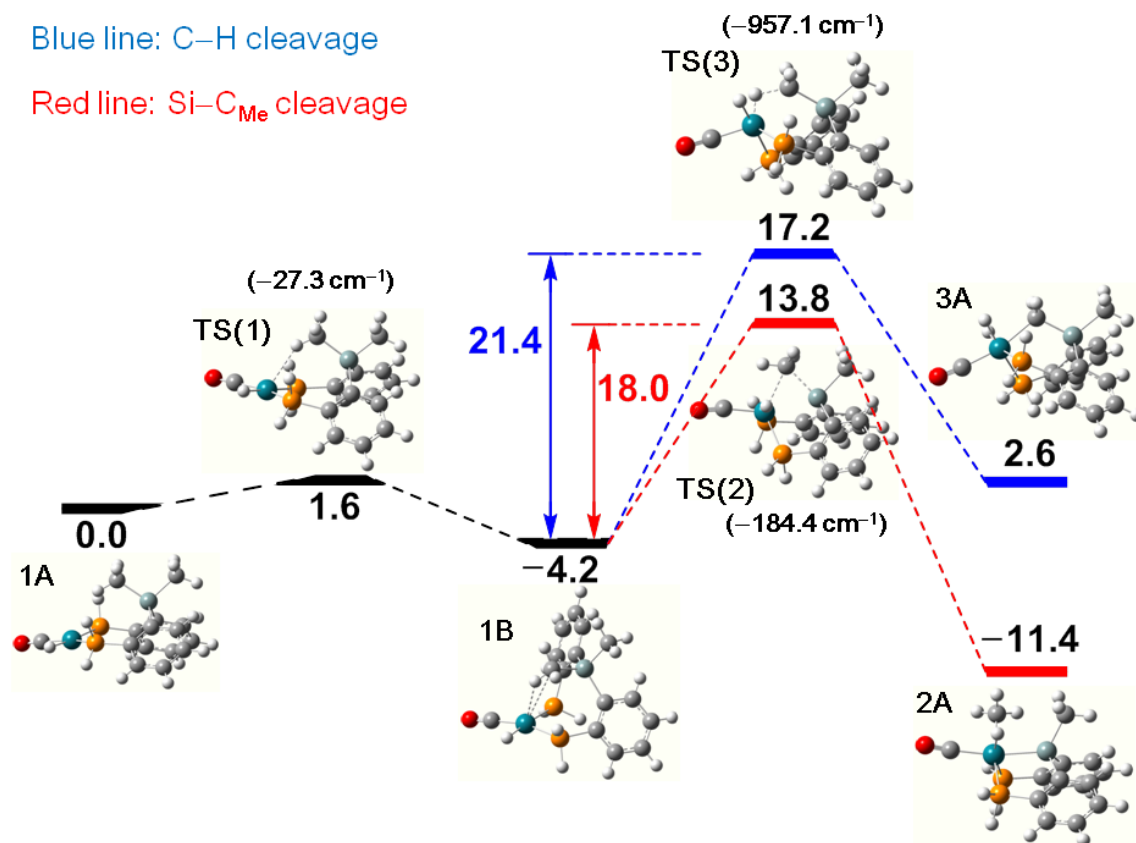 Blue line: C–H cleavage
Red line: Si–C_Me cleavage
(−957.1 cm⁻¹)
TS(3)
17.2
(−27.3 cm⁻¹)
TS(1)
13.8
3A
21.4
18.0
2.6
TS(2)
(−184.4 cm⁻¹)
1.6
0.0
−4.2
1A
1B
−11.4
2A